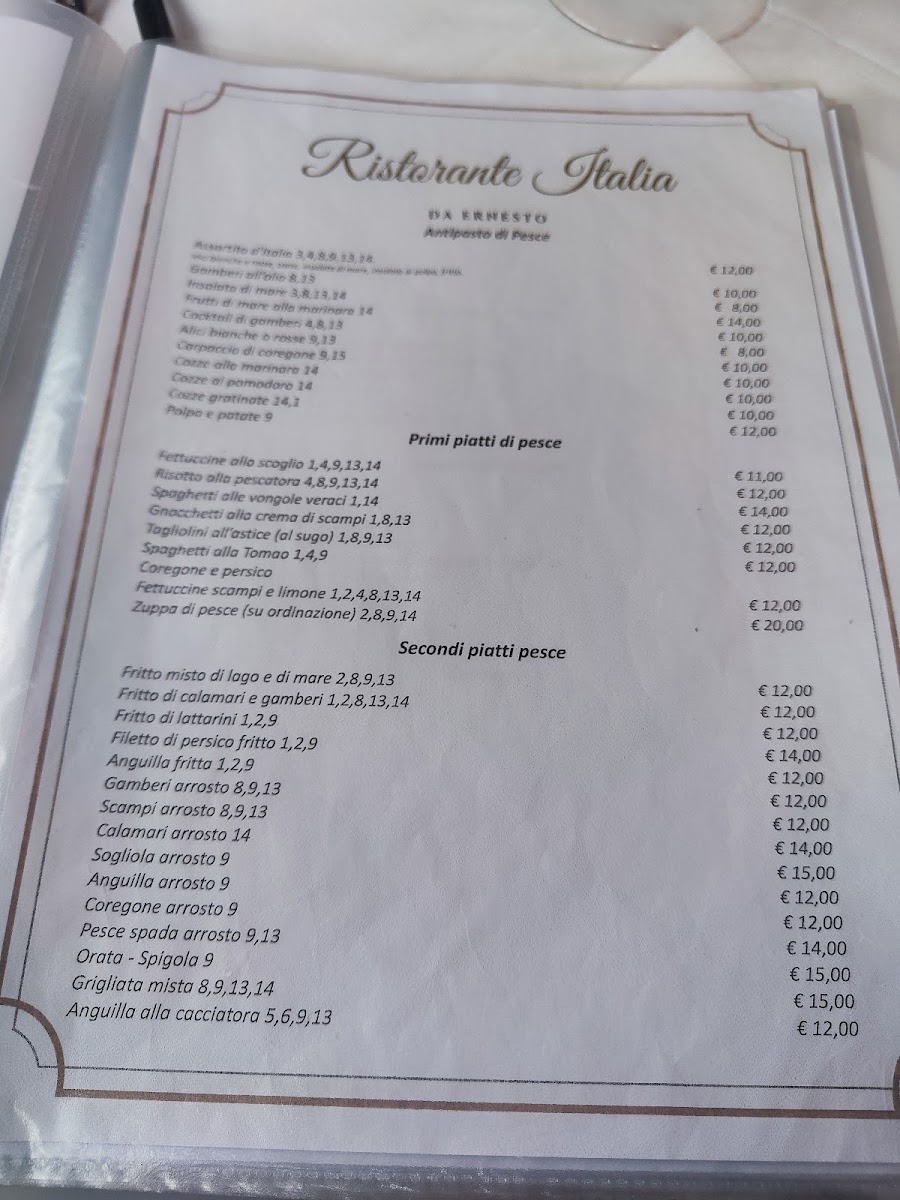 Ristorante Italia
DA ERNESTO
Antipasto di Pesce
Assortito d'Italia 3,4,8,9,13,14 € 12,00
Gamberi all'olio 8,13 € 10,00
Insalata di mare 3,8,13,14 € 8,00
Frutti di mare alla marinara 14 € 14,00
Cocktail di gamberi 4,8,13 € 10,00
Alici bianche o rosse 9,13 € 8,00
Carpaccio di coregone 9,13 € 10,00
Cozze alla marinara 14 € 10,00
Cozze al pomodoro 14 € 10,00
Cozze gratinate 14,1 € 10,00
Polpo e patate 9 € 12,00
Primi piatti di pesce
Fettuccine allo scoglio 1,4,9,13,14 € 11,00
Risotto alla pescatora 4,8,9,13,14 € 12,00
Spaghetti alle vongole veraci 1,14 € 14,00
Gnocchetti alla crema di scampi 1,8,13 € 12,00
Tagliolini all'astice (al sugo) 1,8,9,13 € 12,00
Spaghetti alla Tomao 1,4,9 € 12,00
Coregone e persico
Fettuccine scampi e limone 1,2,4,8,13,14 € 12,00
Zuppa di pesce (su ordinazione) 2,8,9,14 € 20,00
Secondi piatti pesce
Fritto misto di lago e di mare 2,8,9,13 € 12,00
Fritto di calamari e gamberi 1,2,8,13,14 € 12,00
Fritto di lattarini 1,2,9 € 12,00
Filetto di persico fritto 1,2,9 € 14,00
Anguilla fritta 1,2,9 € 12,00
Gamberi arrosto 8,9,13 € 12,00
Scampi arrosto 8,9,13 € 12,00
Calamari arrosto 14 € 14,00
Sogliola arrosto 9 € 15,00
Anguilla arrosto 9 € 12,00
Coregone arrosto 9 € 12,00
Pesce spada arrosto 9,13 € 14,00
Orata - Spigola 9 € 15,00
Grigliata mista 8,9,13,14 € 15,00
Anguilla alla cacciatora 5,6,9,13 € 12,00